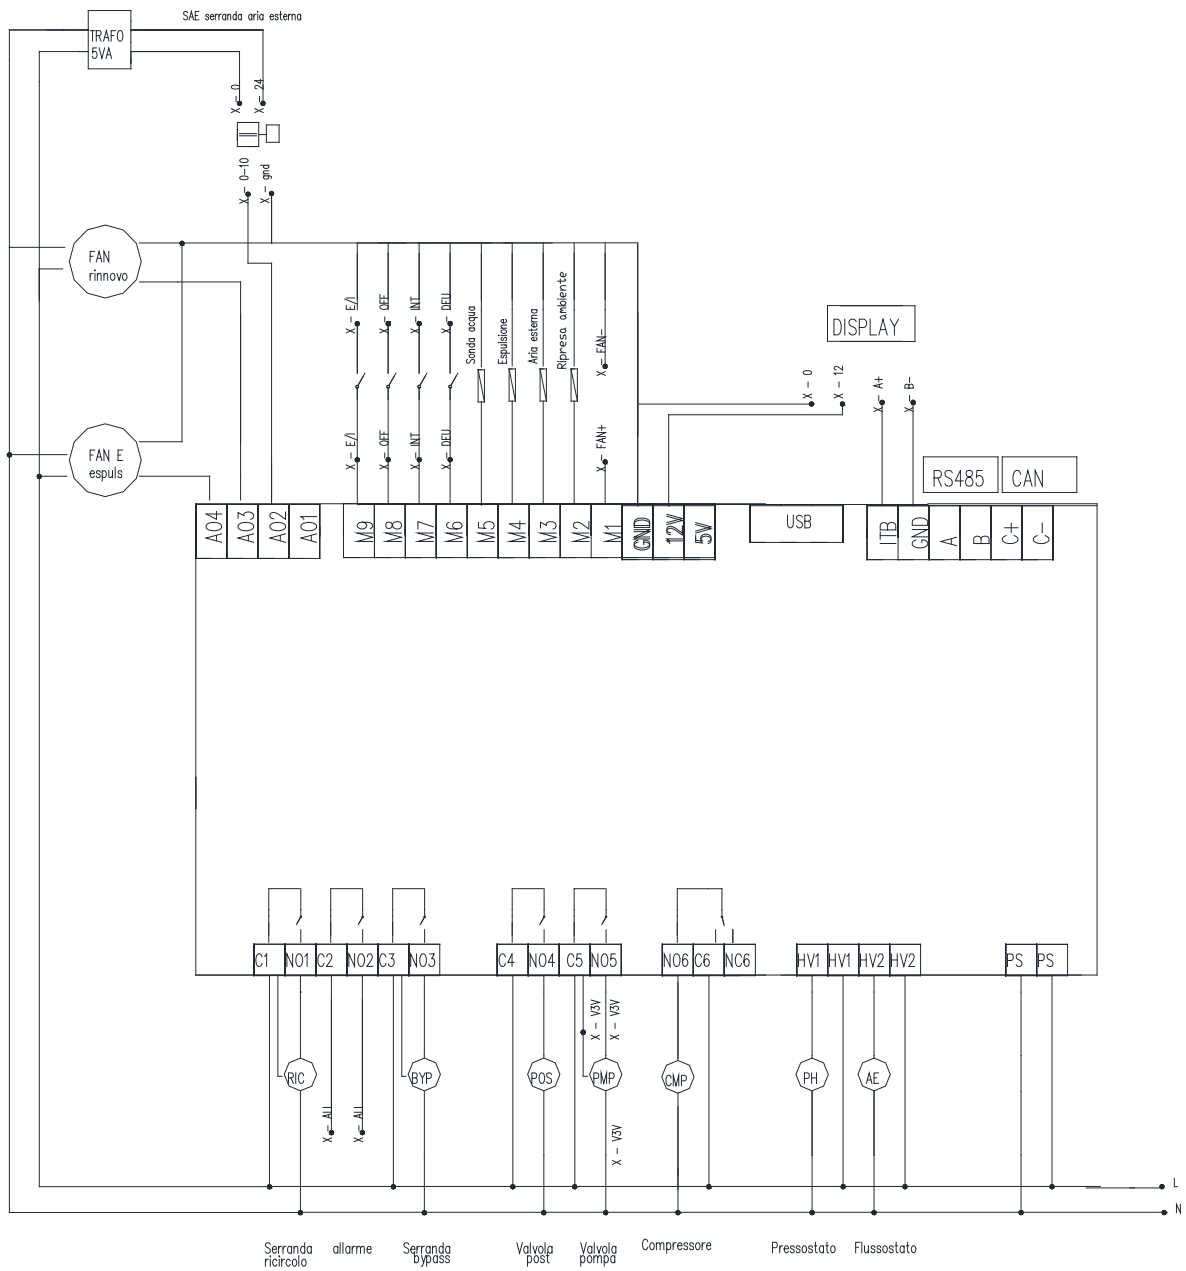 SAE serranda aria esterna
TRAFO
5VA
X - 0
X - 24
X - 0-10
X - gnd
FAN
rinnovo
X - E/I
X - OFF
X - INT
X - DEU
Sonda acqua
Espulsione
Aria esterna
Ripresa ambiente
X - FAN-
DISPLAY
X - 0
X - 12
X - A+
X - B-
FAN E
espuls
X - E/I
X - OFF
X - INT
X - DEU
X - FAN+
RS485
CAN
AO4
AO3
AO2
AO1
M9
M8
M7
M6
M5
M4
M3
M2
M1
GND
12V
5V
USB
ITB
GND
A
B
C+
C-
C1
NO1
C2
NO2
C3
NO3
C4
NO4
C5
NO5
NO6
C6
NC6
HV1
HV1
HV2
HV2
PS
PS
X - V3V
X - V3V
RIC
BYP
POS
PMP
CMP
PH
AE
X - AU
X - AU
X - V3V
L
N
Serranda
ricircolo
allarme
Serranda
bypass
Valvola
post
Valvola
pompa
Compressore
Pressostato
Flussostato